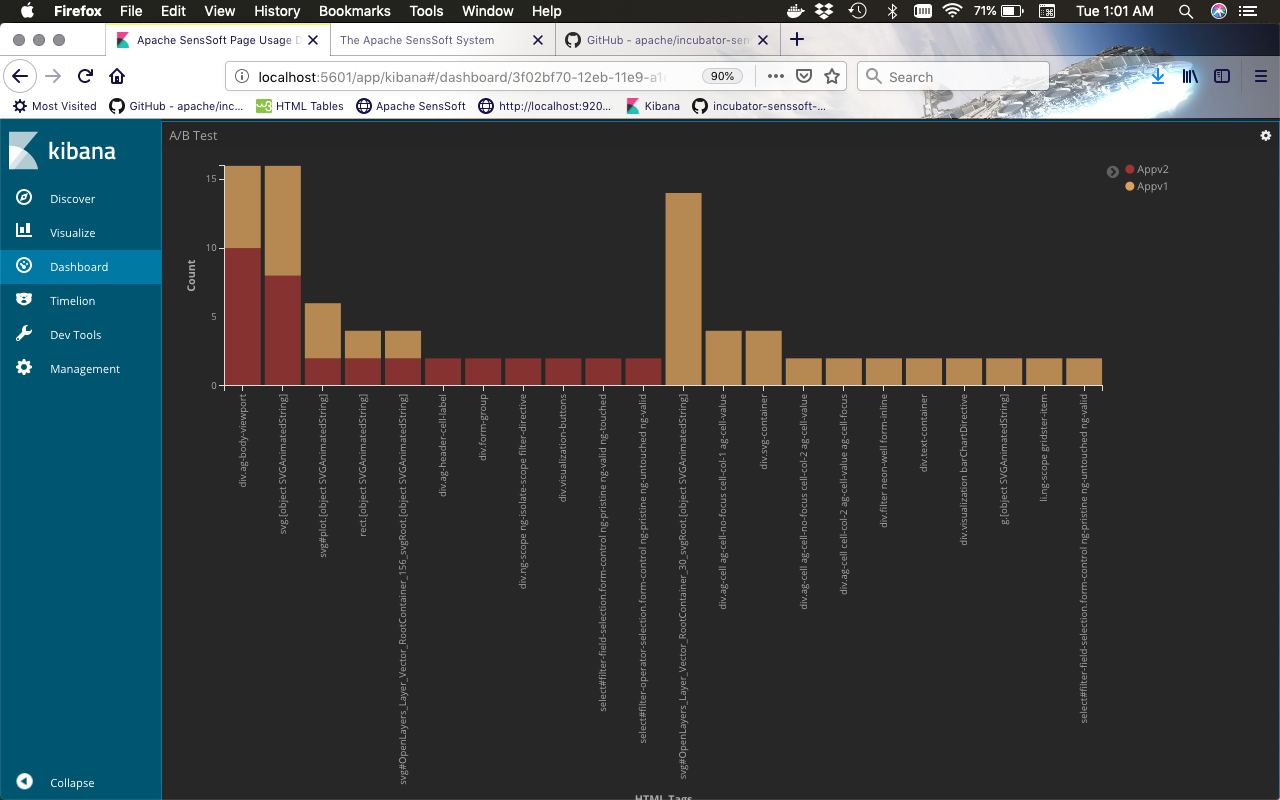 Firefox File Edit View History Bookmarks Tools Window Help 71% Tue 1:01 AM
Apache SensSoft Page Usage D The Apache SensSoft System GitHub - apache/incubator-sen
localhost:5601/app/kibana#/dashboard/3f02bf70-12eb-11e9-a1 90% Search
Most Visited GitHub - apache/inc... HTML Tables Apache SensSoft http://localhost:920... Kibana incubator-senssoft-...
kibana
Discover
Visualize
Dashboard
Timelion
Dev Tools
Management
Collapse
A/B Test
Appv2
Appv1
Count
15
10
5
0
div.ag-body-viewport
svg.[object SVGAnimatedString]
svg#plot.[object SVGAnimatedString]
rect.[object SVGAnimatedString]
svg#OpenLayers_Layer_Vector_RootContainer_156_svgRoot.[object SVGAnimatedString]
div.ag-header-cell-label
div.form-group
div.ng-scope ng-isolate-scope filter-directive
div.visualization-buttons
select#filter-field-selection.form-control ng-pristine ng-valid ng-touched
select#filter-operator-selection.form-control ng-pristine ng-untouched ng-valid
svg#OpenLayers_Layer_Vector_RootContainer_30_svgRoot.[object SVGAnimatedString]
div.ag-cell ag-cell-no-focus cell-col-1 ag-cell-value
div.svg-container
div.ag-cell ag-cell-no-focus cell-col-2 ag-cell-value
div.ag-cell cell-col-2 ag-cell-value ag-cell-focus
div.filter neon-well form-inline
div.text-container
div.visualization barChartDirective
g.[object SVGAnimatedString]
li.ng-scope gridster-item
select#filter-field-selection.form-control ng-pristine ng-untouched ng-valid
HTML Tags